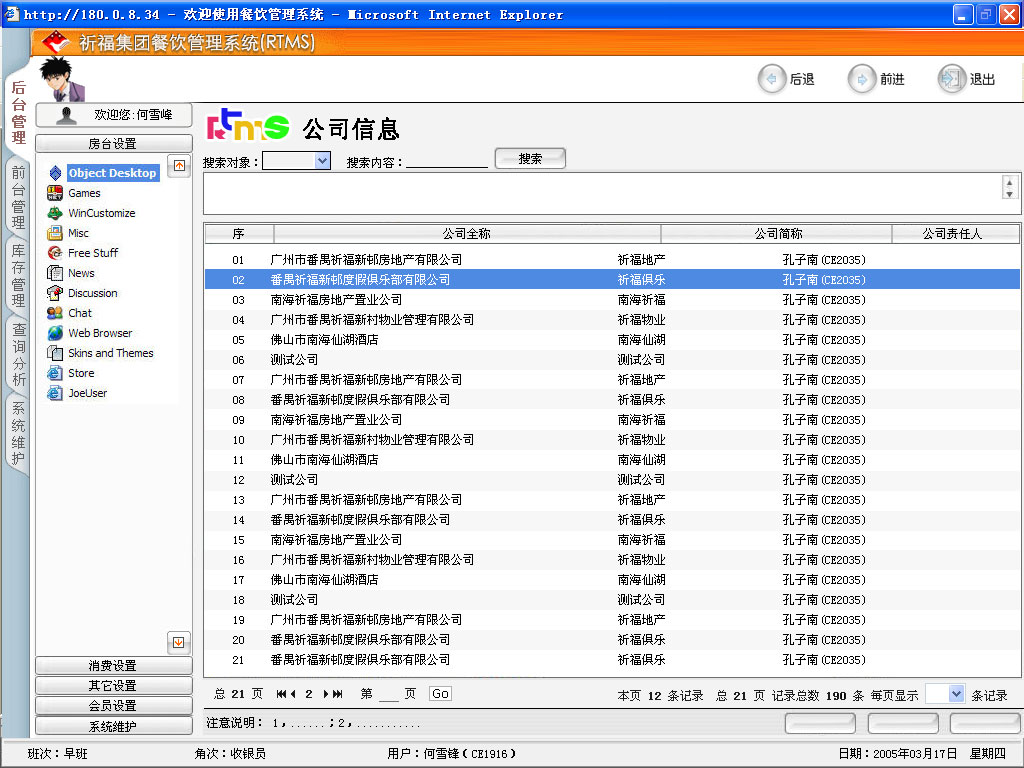 http://180.0.8.34 - 欢迎使用餐饮管理系统 - Microsoft Internet Explorer
祈福集团餐饮管理系统(RTMS)
后退 前进 退出
后台管理
前台管理
库存管理
查询分析
系统维护
欢迎您:何雪峰
房台设置
Object Desktop
Games
WinCustomize
Misc
Free Stuff
News
Discussion
Chat
Web Browser
Skins and Themes
Store
JoeUser
消费设置
其它设置
会员设置
系统维护
rtms 公司信息
搜索对象： 搜索内容： 搜索
序 公司全称 公司简称 公司责任人
01 广州市番禺祈福新邨房地产有限公司 祈福地产 孔子南(CE2035)
02 番禺祈福新邨度假俱乐部有限公司 祈福俱乐 孔子南(CE2035)
03 南海祈福房地产置业公司 南海祈福 孔子南(CE2035)
04 广州市番禺祈福新村物业管理有限公司 祈福物业 孔子南(CE2035)
05 佛山市南海仙湖酒店 南海仙湖 孔子南(CE2035)
06 测试公司 测试公司 孔子南(CE2035)
07 广州市番禺祈福新邨房地产有限公司 祈福地产 孔子南(CE2035)
08 番禺祈福新邨度假俱乐部有限公司 祈福俱乐 孔子南(CE2035)
09 南海祈福房地产置业公司 南海祈福 孔子南(CE2035)
10 广州市番禺祈福新村物业管理有限公司 祈福物业 孔子南(CE2035)
11 佛山市南海仙湖酒店 南海仙湖 孔子南(CE2035)
12 测试公司 测试公司 孔子南(CE2035)
13 广州市番禺祈福新邨房地产有限公司 祈福地产 孔子南(CE2035)
14 番禺祈福新邨度假俱乐部有限公司 祈福俱乐 孔子南(CE2035)
15 南海祈福房地产置业公司 南海祈福 孔子南(CE2035)
16 广州市番禺祈福新村物业管理有限公司 祈福物业 孔子南(CE2035)
17 佛山市南海仙湖酒店 南海仙湖 孔子南(CE2035)
18 测试公司 测试公司 孔子南(CE2035)
19 广州市番禺祈福新邨房地产有限公司 祈福地产 孔子南(CE2035)
20 番禺祈福新邨度假俱乐部有限公司 祈福俱乐 孔子南(CE2035)
21 番禺祈福新邨度假俱乐部有限公司 祈福俱乐 孔子南(CE2035)
总 21 页 2 第 ___ 页 Go 本页 12 条记录 总 21 页 记录总数 190 条 每页显示 条记录
注意说明： 1，......；2，...........
班次：早班 角次：收银员 用户：何雪锋（CE1916） 日期：2005年03月17日 星期四